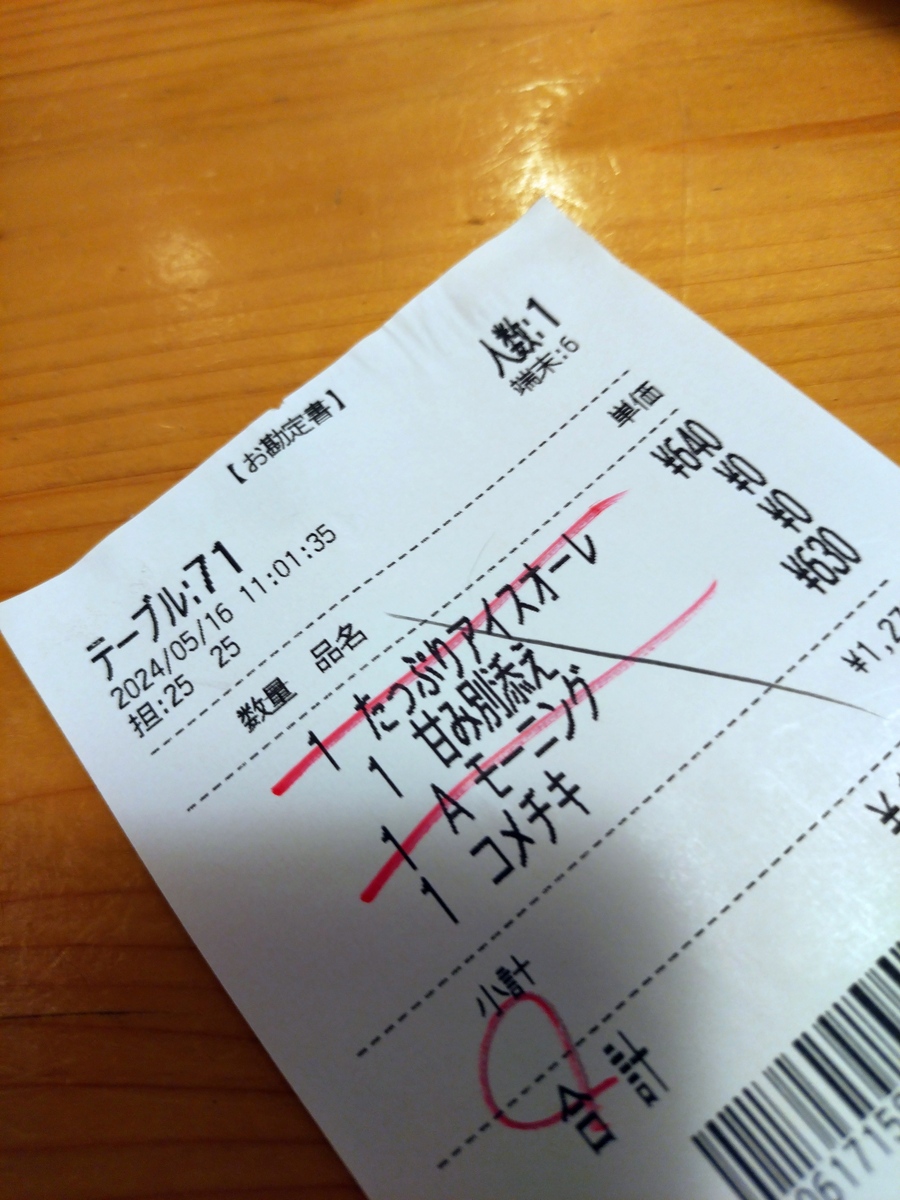 【お勘定書】
テーブル:71 人数:1
2024/05/16 11:01:35 端末:6
担:25 25
数量 品名 単価
1 たっぷりアイスオーレ ¥640
1 甘み別添え ¥0
1 A モーニング ¥0
1 コメチキ ¥630
小計 ¥1,27
合計 ¥
61715